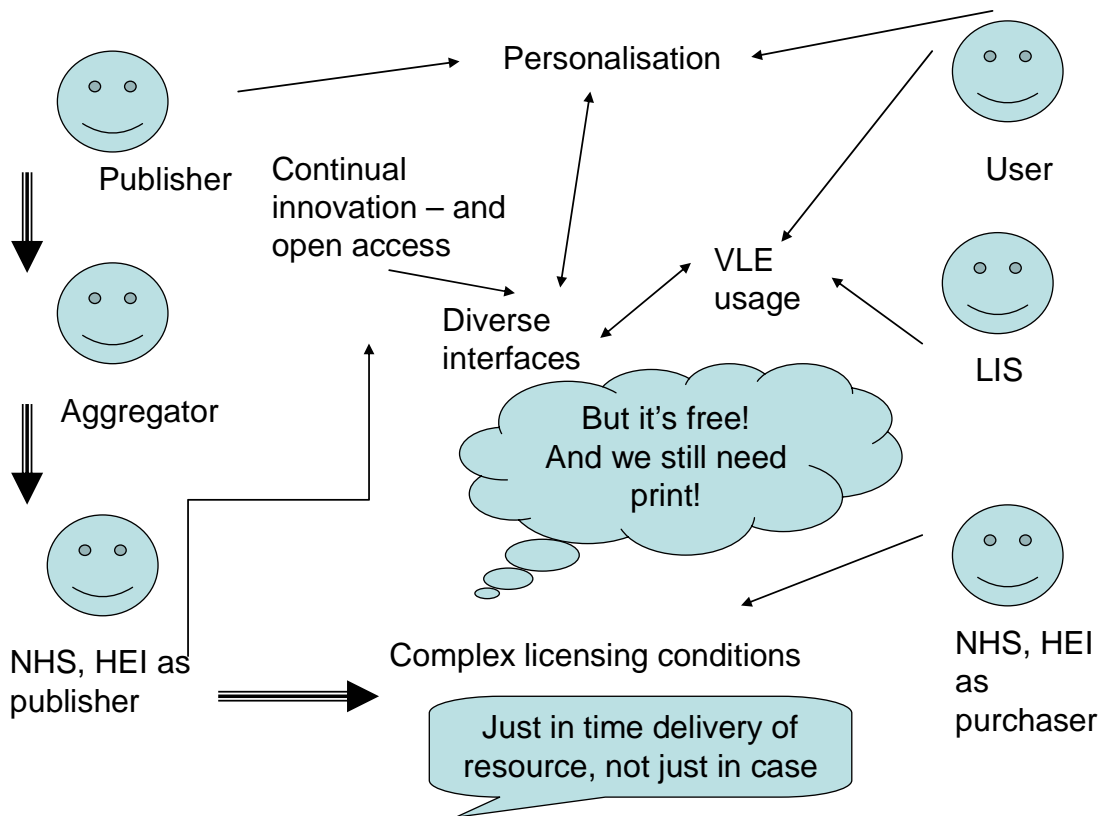 Personalisation
Publisher
Continual
innovation – and
open access
User
VLE
usage
Diverse
interfaces
LIS
Aggregator
But it's free!
And we still need
print!
NHS, HEI as
publisher
Complex licensing conditions
NHS, HEI
as
purchaser
Just in time delivery of
resource, not just in case